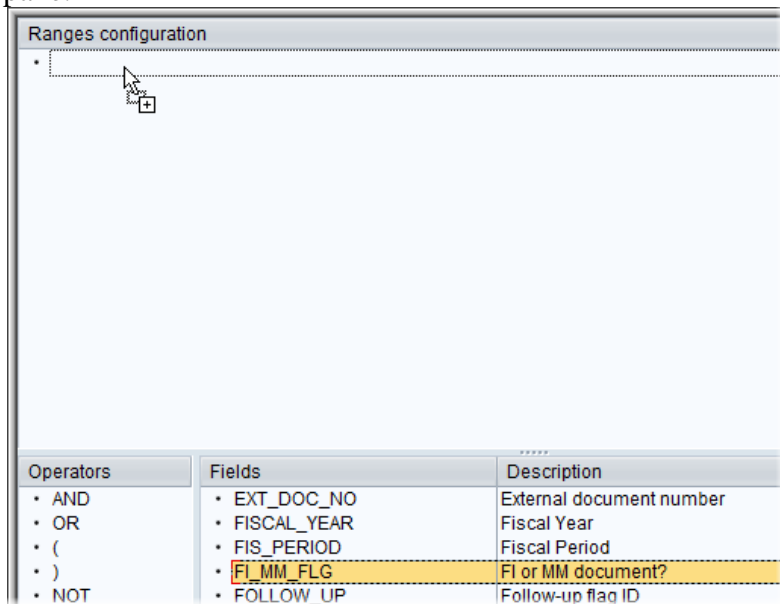 Ranges configuration
Operators Fields Description
• AND • EXT_DOC_NO External document number
• OR • FISCAL_YEAR Fiscal Year
• ( • FIS_PERIOD Fiscal Period
• ) • FI_MM_FLG FI or MM document?
• NOT • FOLLOW_UP Follow-up flag ID